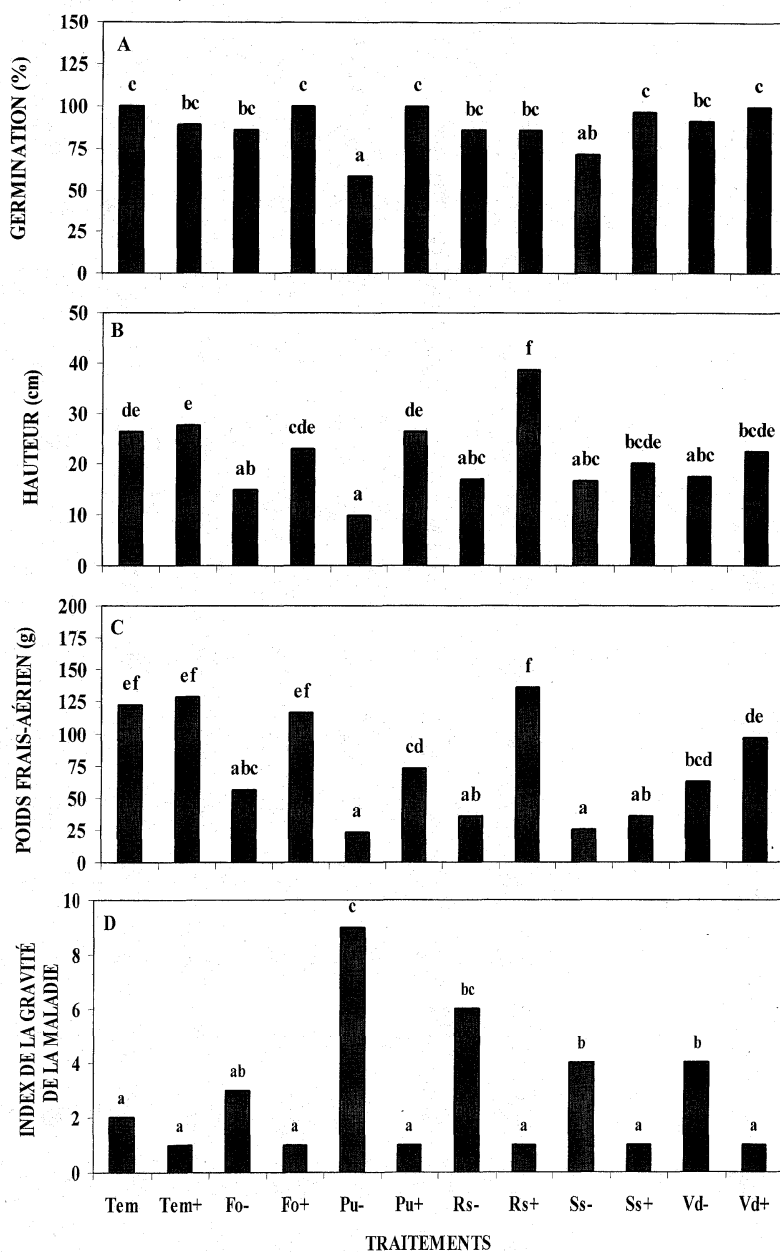 A
GERMINATION (%)
150
125
100
75
50
25
0
c bc bc c a c bc bc ab c bc c
B
HAUTEUR (cm)
50
40
30
20
10
0
de e ab cde a de abc f abc bcde abc bcde
C
POIDS FRAIS-AÉRIEN (g)
200
175
150
125
100
75
50
25
0
ef ef abc ef a cd ab f a ab bcd de
D
INDEX DE LA GRAVITÉ
DE LA MALADIE
10
8
6
4
2
0
a a ab a c a bc a b a b a
Tem Tem+ Fo- Fo+ Pu- Pu+ Rs- Rs+ Ss- Ss+ Vd- Vd+
TRAITEMENTS